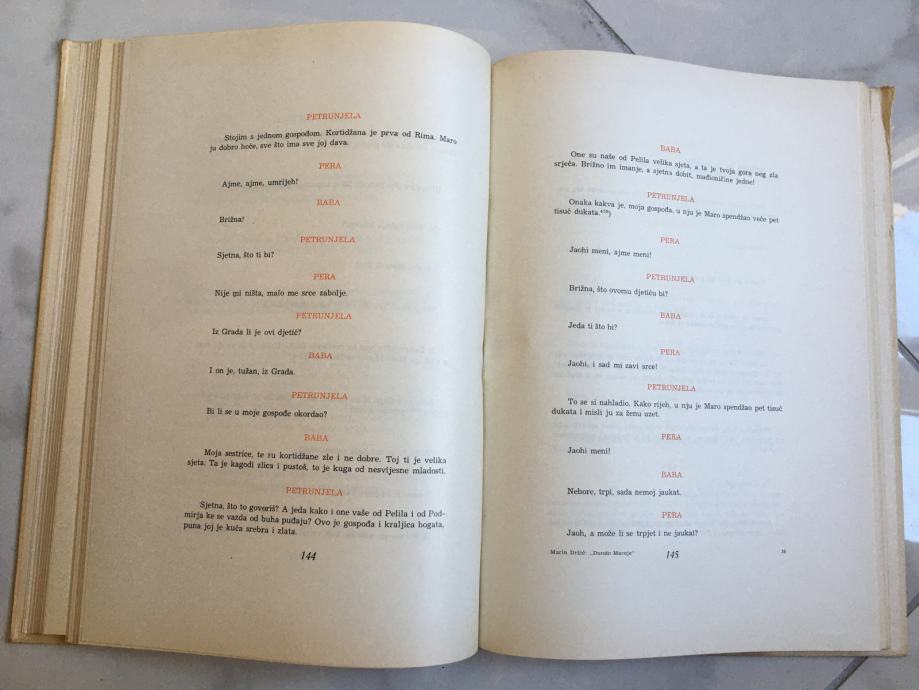 PETRUNJELA
Stojim s jednom gospođom. Kortidžana je prva od Rima. Maro
ju dobro hoće, sve što ima sve joj dava.
PERA
Ajme, ajme, umrijeh?
BABA
Brižna!
PETRUNJELA
Sjetna, što ti bi?
PERA
Nije mi ništa, malo me srce zabolje.
PETRUNJELA
Iz Grada li je ovi djetić?
BABA
I on je, tužan, iz Grada.
PETRUNJELA
Bi li se u moje gospođe okordao?
BABA
Moja sestrice, te su kortidžane zle i ne dobre. Toj ti je velika
sjeta. Ta je kagodi zlica i pustoš, to je kuga od nesvijesne mladosti.
PETRUNJELA
Sjetna, što to govoriš? A jeda kako i one vaše od Pelila i od Pod-
mirja ke se vazda od buha puđaju? Ovo je gospođa i kraljica bogata,
puna joj je kuća srebra i zlata.
144
BABA
One su naše od Pelila velika sjeta, a ta je tvoja gora neg zla
srjeća. Brižno im imanje, a sjetna dobit, mađioničine jedne!
PETRUNJELA
Onaka kakva je, moja gospođa, u nju je Maro spendžao veće pet
tisuć dukata.⁴⁵⁸)
PERA
Jaohi meni, ajme meni!
PETRUNJELA
Brižna, što ovomu djetiću bi?
BABA
Jeda ti što bi?
PERA
Jaohi, i sad mi zavi srce!
PETRUNJELA
To se si nahladio. Kako rijeh, u nju je Maro spendžao pet tisuć
dukata i misli ju za ženu uzet.
PERA
Jaohi meni!
BABA
Nebore, trpi, sada nemoj jaukat.
PERA
Jaoh, a može li se trpjet i ne jaukat?
Marin Držić: „Dundo Maroje"
145